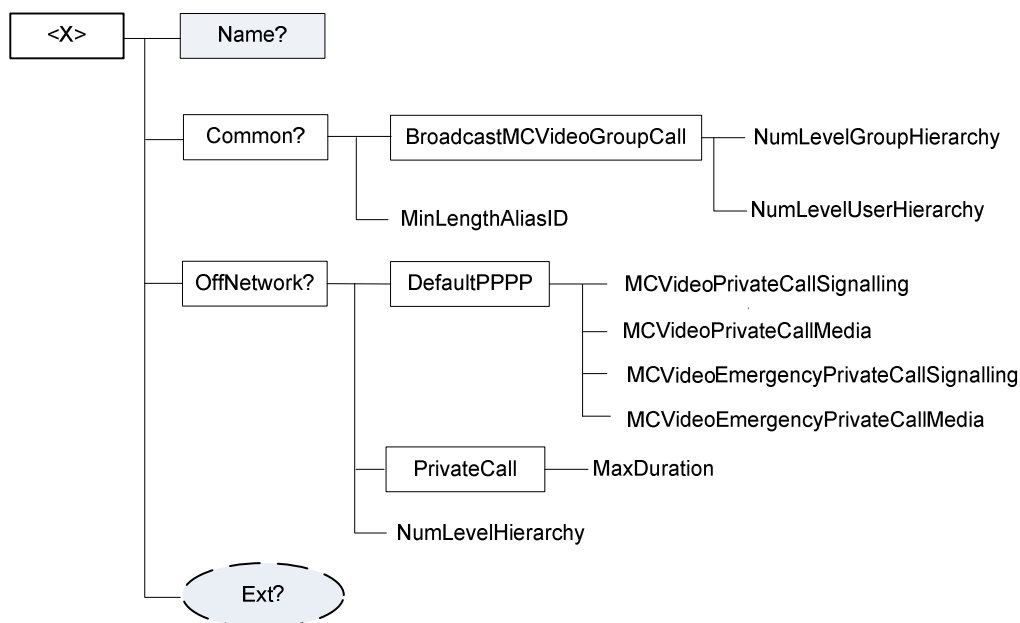 <X>
Name?
Common?
BroadcastMCVideoGroupCall
NumLevelGroupHierarchy
NumLevelUserHierarchy
MinLengthAliasID
OffNetwork?
DefaultPPPP
MCVideoPrivateCallSignalling
MCVideoPrivateCallMedia
MCVideoEmergencyPrivateCallSignalling
MCVideoEmergencyPrivateCallMedia
PrivateCall
MaxDuration
NumLevelHierarchy
Ext?